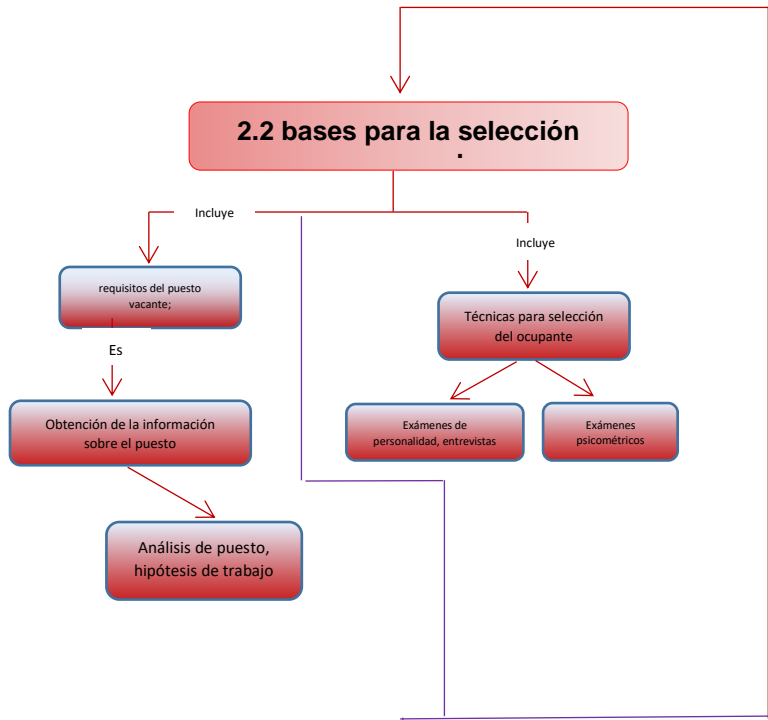 2.2 bases para la selección
.
Incluye
Incluye
requisitos del puesto
vacante;
Técnicas para selección
del ocupante
Es
Obtención de la información
sobre el puesto
Exámenes de
personalidad, entrevistas
Exámenes
psicométricos
Análisis de puesto,
hipótesis de trabajo